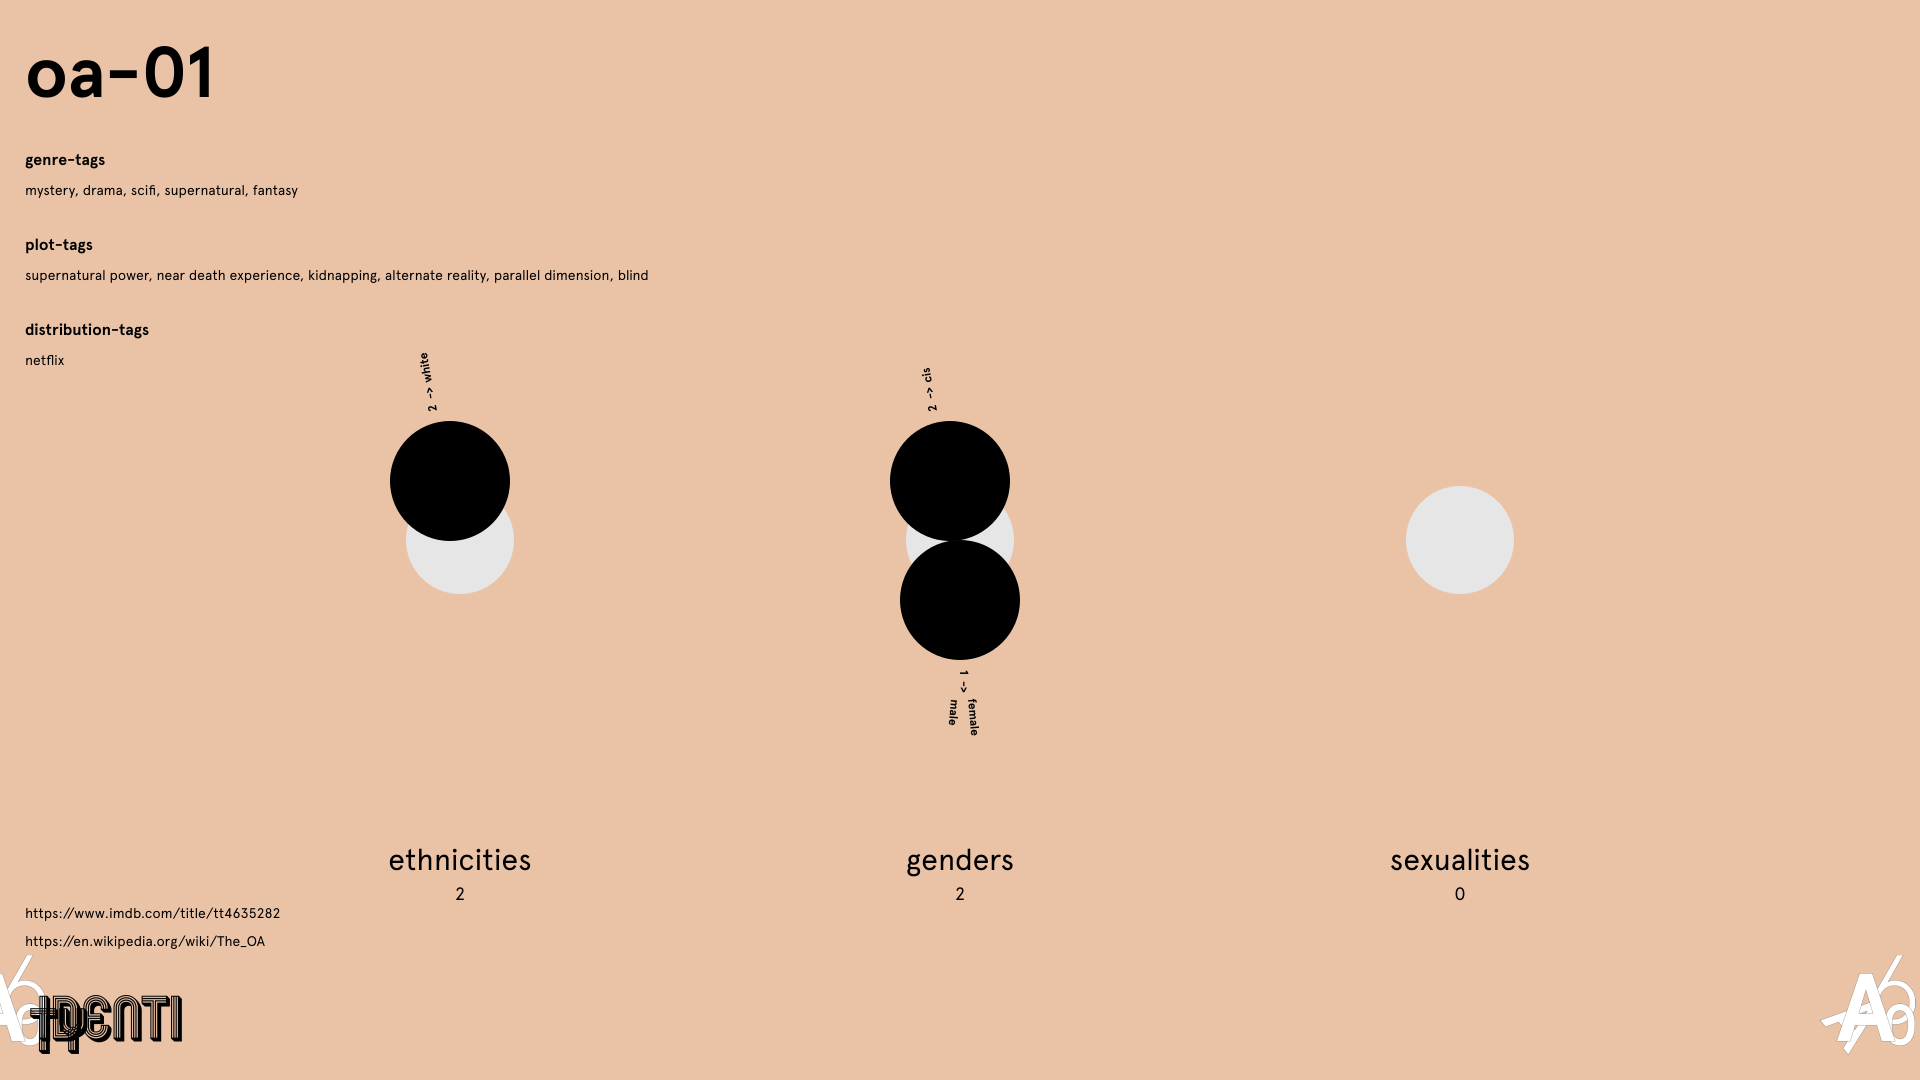 oa-01
genre-tags
mystery, drama, scifi, supernatural, fantasy
plot-tags
supernatural power, near death experience, kidnapping, alternate reality, parallel dimension, blind
distribution-tags
netflix
2 -> white
2 -> cis
1 ->
female
male
ethnicities
2
genders
2
sexualities
0
https://www.imdb.com/title/tt4635282
https://en.wikipedia.org/wiki/The_OA
IDENTI